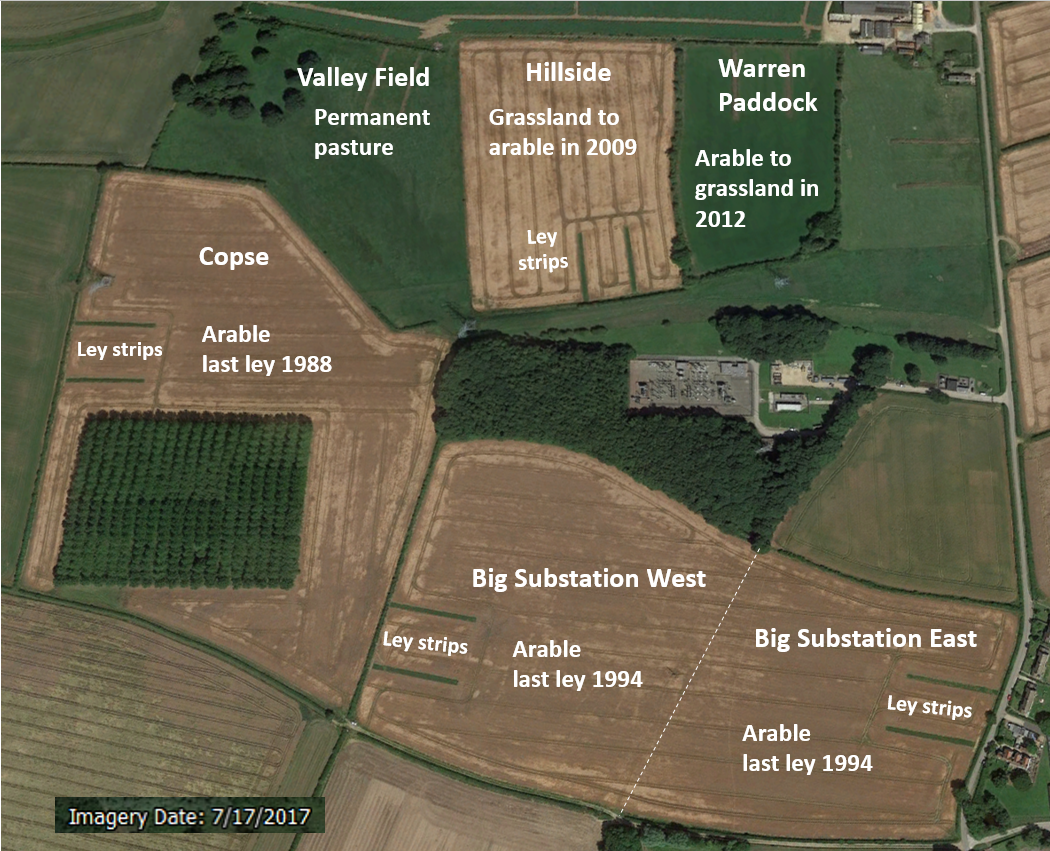 Valley Field
Permanent
pasture
Hillside
Grassland to
arable in 2009
Ley
strips
Warren
Paddock
Arable to
grassland in
2012
Copse
Arable
last ley 1988
Ley strips
Big Substation West
Arable
last ley 1994
Ley strips
Big Substation East
Ley strips
Arable
last ley 1994
Imagery Date: 7/17/2017